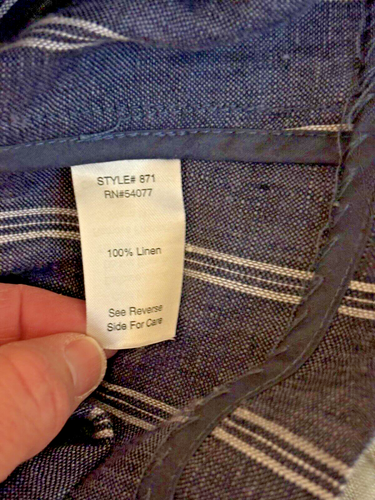 STYLE# 871
RN#54077
100% Linen
See Reverse
Side For Care